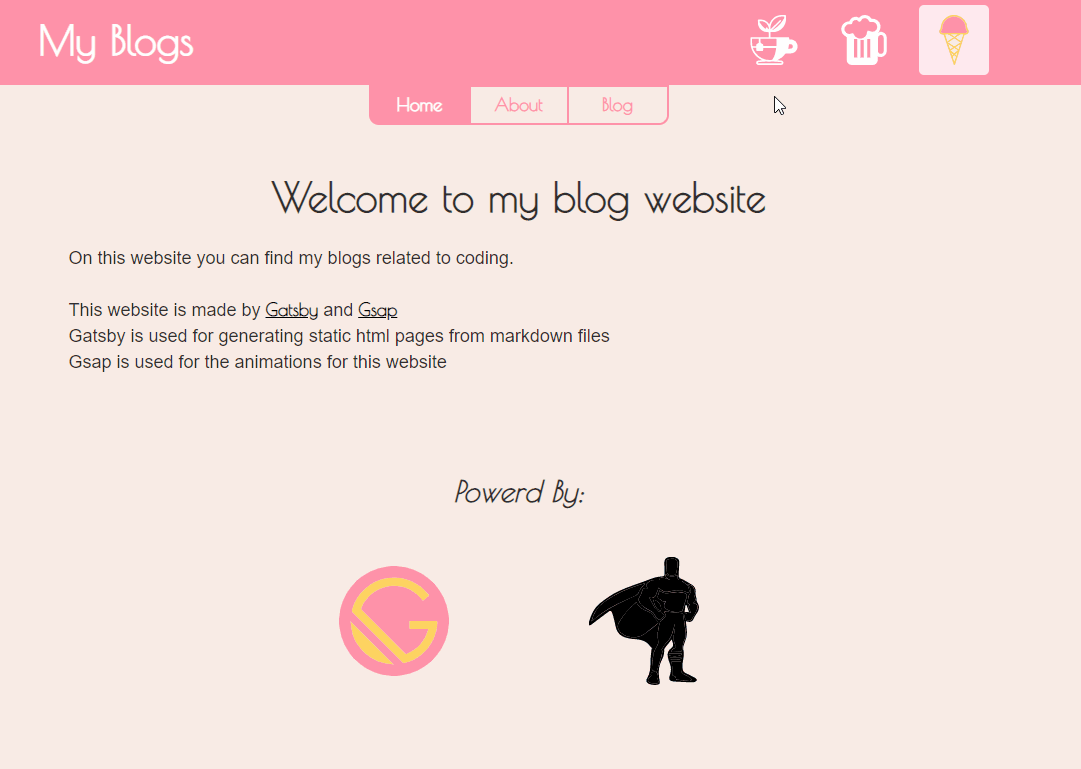 My Blogs
Home About Blog
Welcome to my blog website
On this website you can find my blogs related to coding.
This website is made by Gatsby and Gsap
Gatsby is used for generating static html pages from markdown files
Gsap is used for the animations for this website
Powerd By: